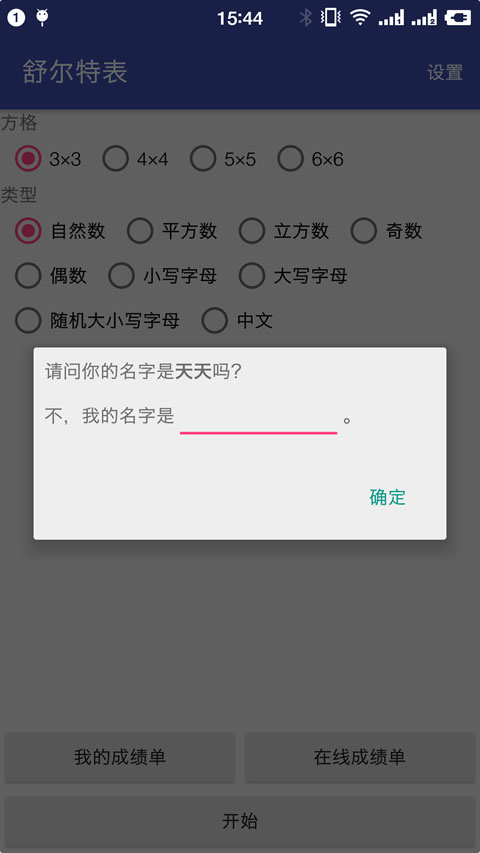 1 15:44
舒尔特表 设置
方格
3×3 4×4 5×5 6×6
类型
自然数 平方数 立方数 奇数
偶数 小写字母 大写字母
随机大小写字母 中文
请问你的名字是天天吗?
不，我的名字是 。
确定
我的成绩单 在线成绩单
开始